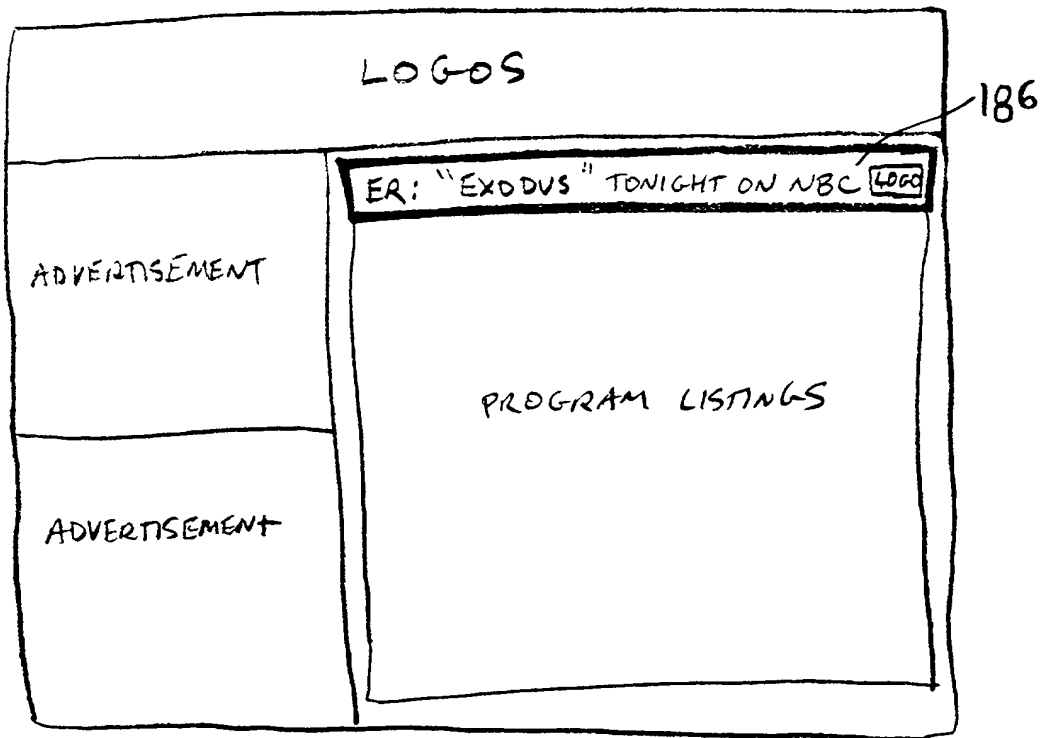 LOGOS
186
ER: "EXODUS" TONIGHT ON NBC LOGO
ADVERTISEMENT
PROGRAM LISTINGS
ADVERTISEMENT